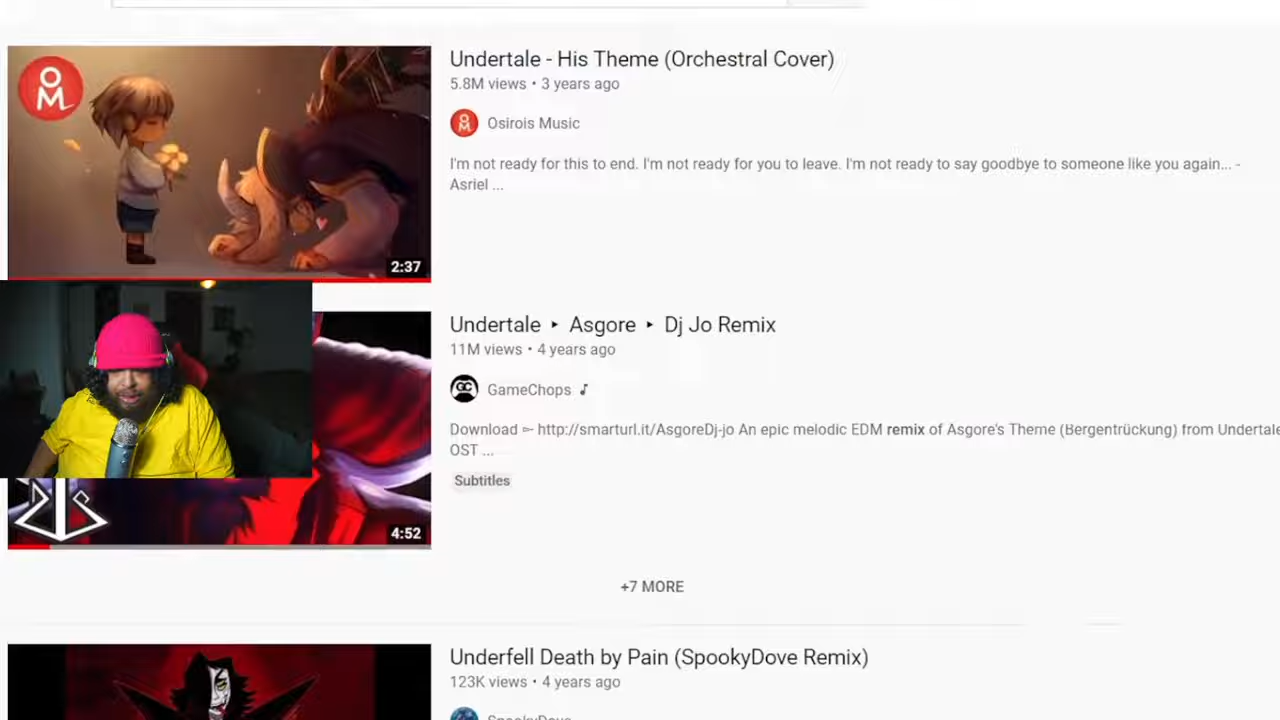 OM
Undertale - His Theme (Orchestral Cover)
5.8M views • 3 years ago
Osirois Music
I'm not ready for this to end. I'm not ready for you to leave. I'm not ready to say goodbye to someone like you again... -
Asriel ...
2:37
Undertale ‣ Asgore ‣ Dj Jo Remix
11M views • 4 years ago
GC
GameChops ♪
Download ➳ http://smarturl.it/AsgoreDj-jo An epic melodic EDM remix of Asgore's Theme (Bergentrückung) from Undertale
OST ...
Subtitles
4:52
+7 MORE
Underfell Death by Pain (SpookyDove Remix)
123K views • 4 years ago
SpookyDove